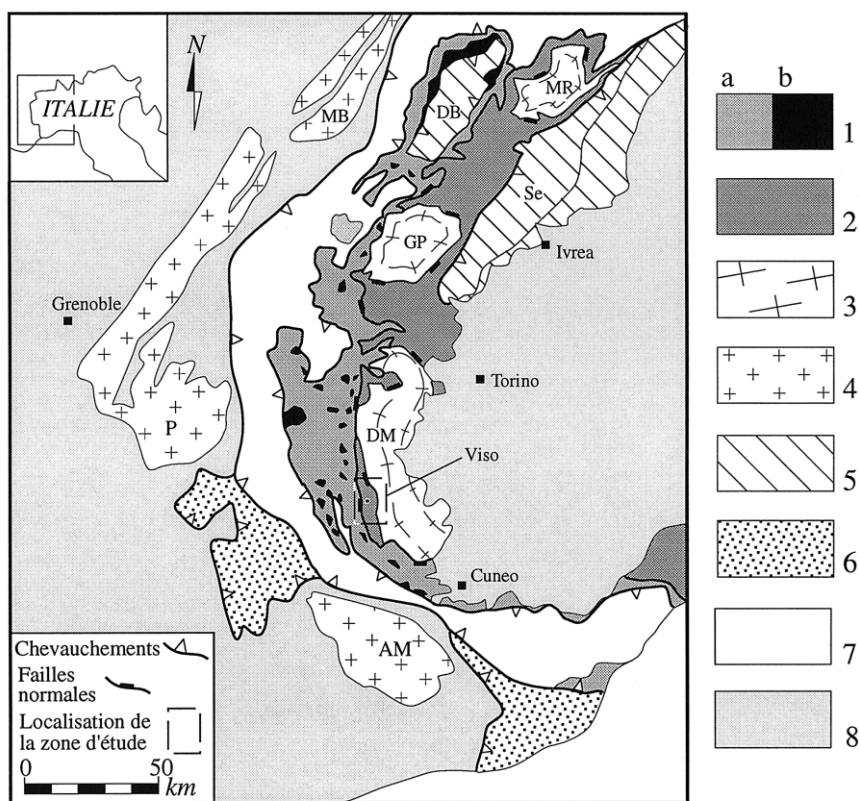 N
ITALIE
MB
DB
MR
Se
GP
Ivrea
Grenoble
Torino
P
DM
Viso
Cuneo
AM
Chevauchements
Failles
normales
Localisation de
la zone d'étude
0 50
km
a b
1
2
3
4
5
6
7
8